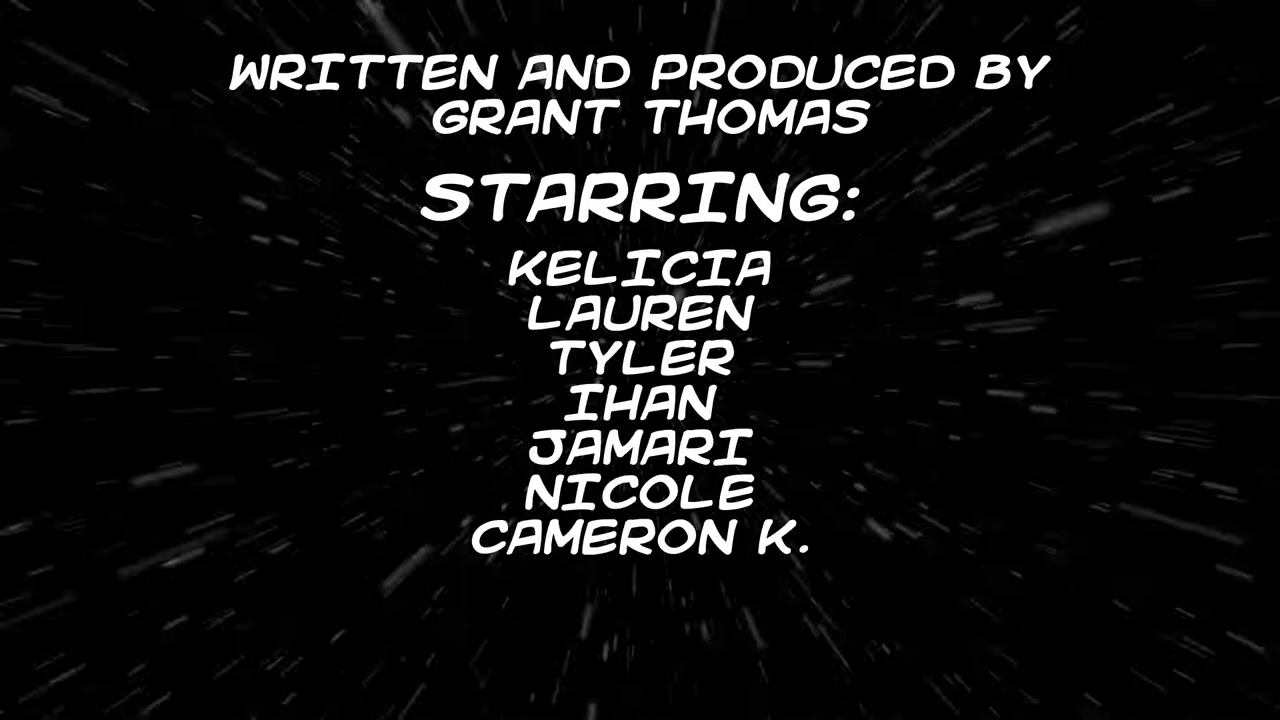 WRITTEN AND PRODUCED BY
GRANT THOMAS
STARRING:
KELICIA
LAUREN
TYLER
IHAN
JAMARI
NICOLE
CAMERON K.